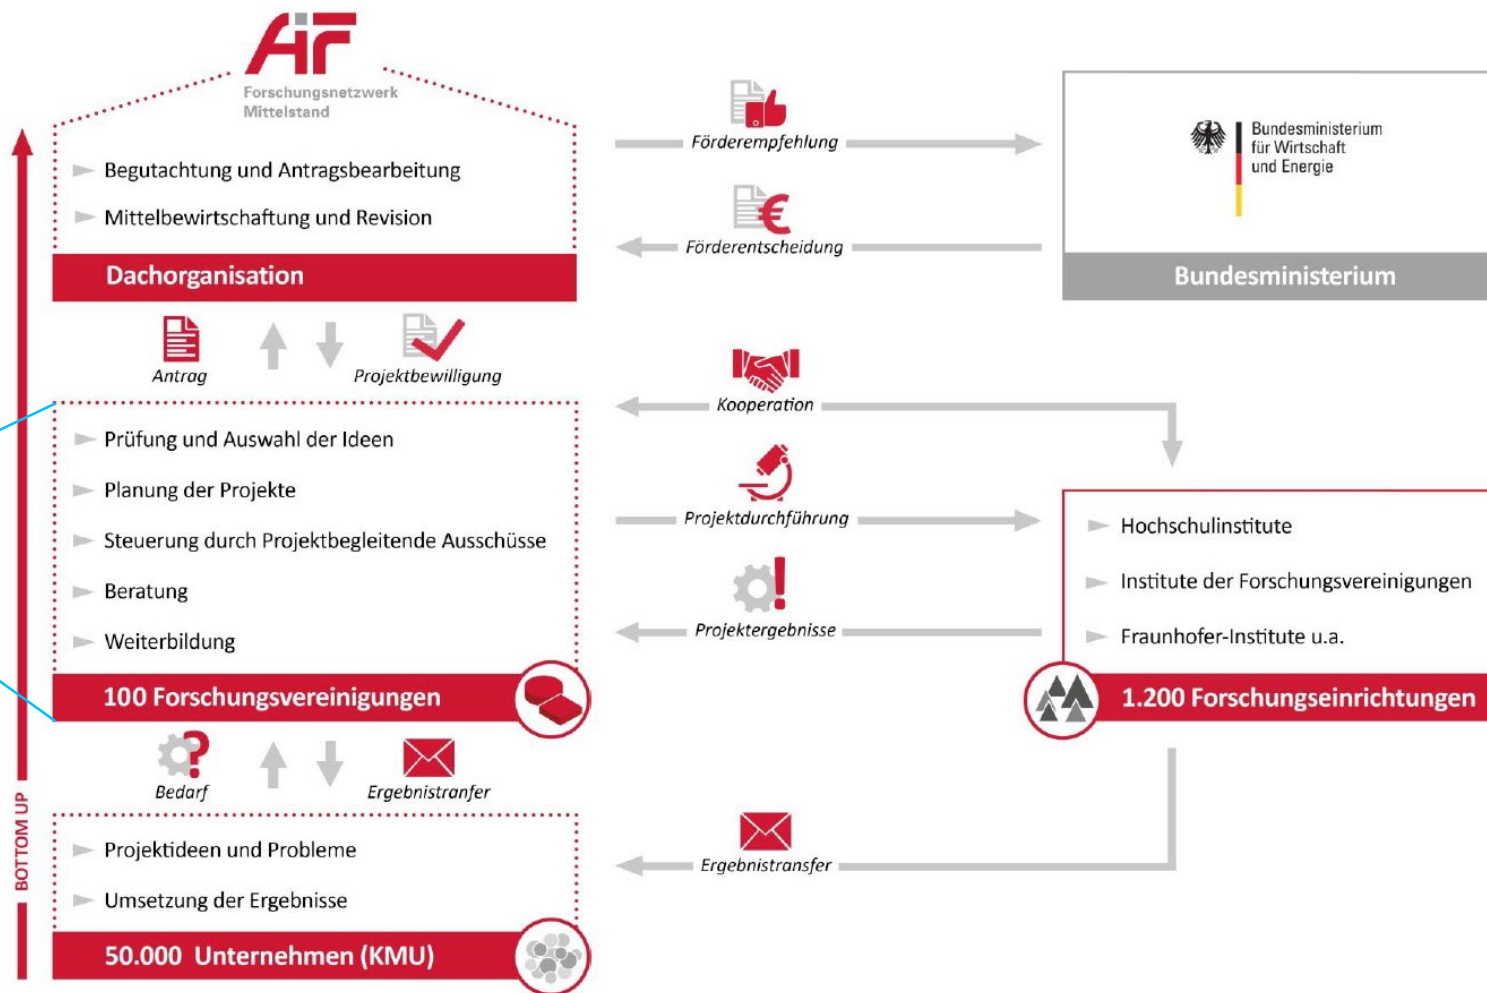 AiF
Forschungsnetzwerk
Mittelstand
Begutachtung und Antragsbearbeitung
Mittelbewirtschaftung und Revision
Dachorganisation
Förderempfehlung
Förderentscheidung
Bundesministerium
für Wirtschaft
und Energie
Bundesministerium
Antrag
Projektbewilligung
Prüfung und Auswahl der Ideen
Planung der Projekte
Steuerung durch Projektbegleitende Ausschüsse
Beratung
Weiterbildung
100 Forschungsvereinigungen
Kooperation
Projektdurchführung
Projektergebnisse
Hochschulinstitute
Institute der Forschungsvereinigungen
Fraunhofer-Institute u.a.
1.200 Forschungseinrichtungen
Bedarf
Ergebnistranfer
Projektideen und Probleme
Umsetzung der Ergebnisse
50.000 Unternehmen (KMU)
Ergebnistransfer
BOTTOM UP